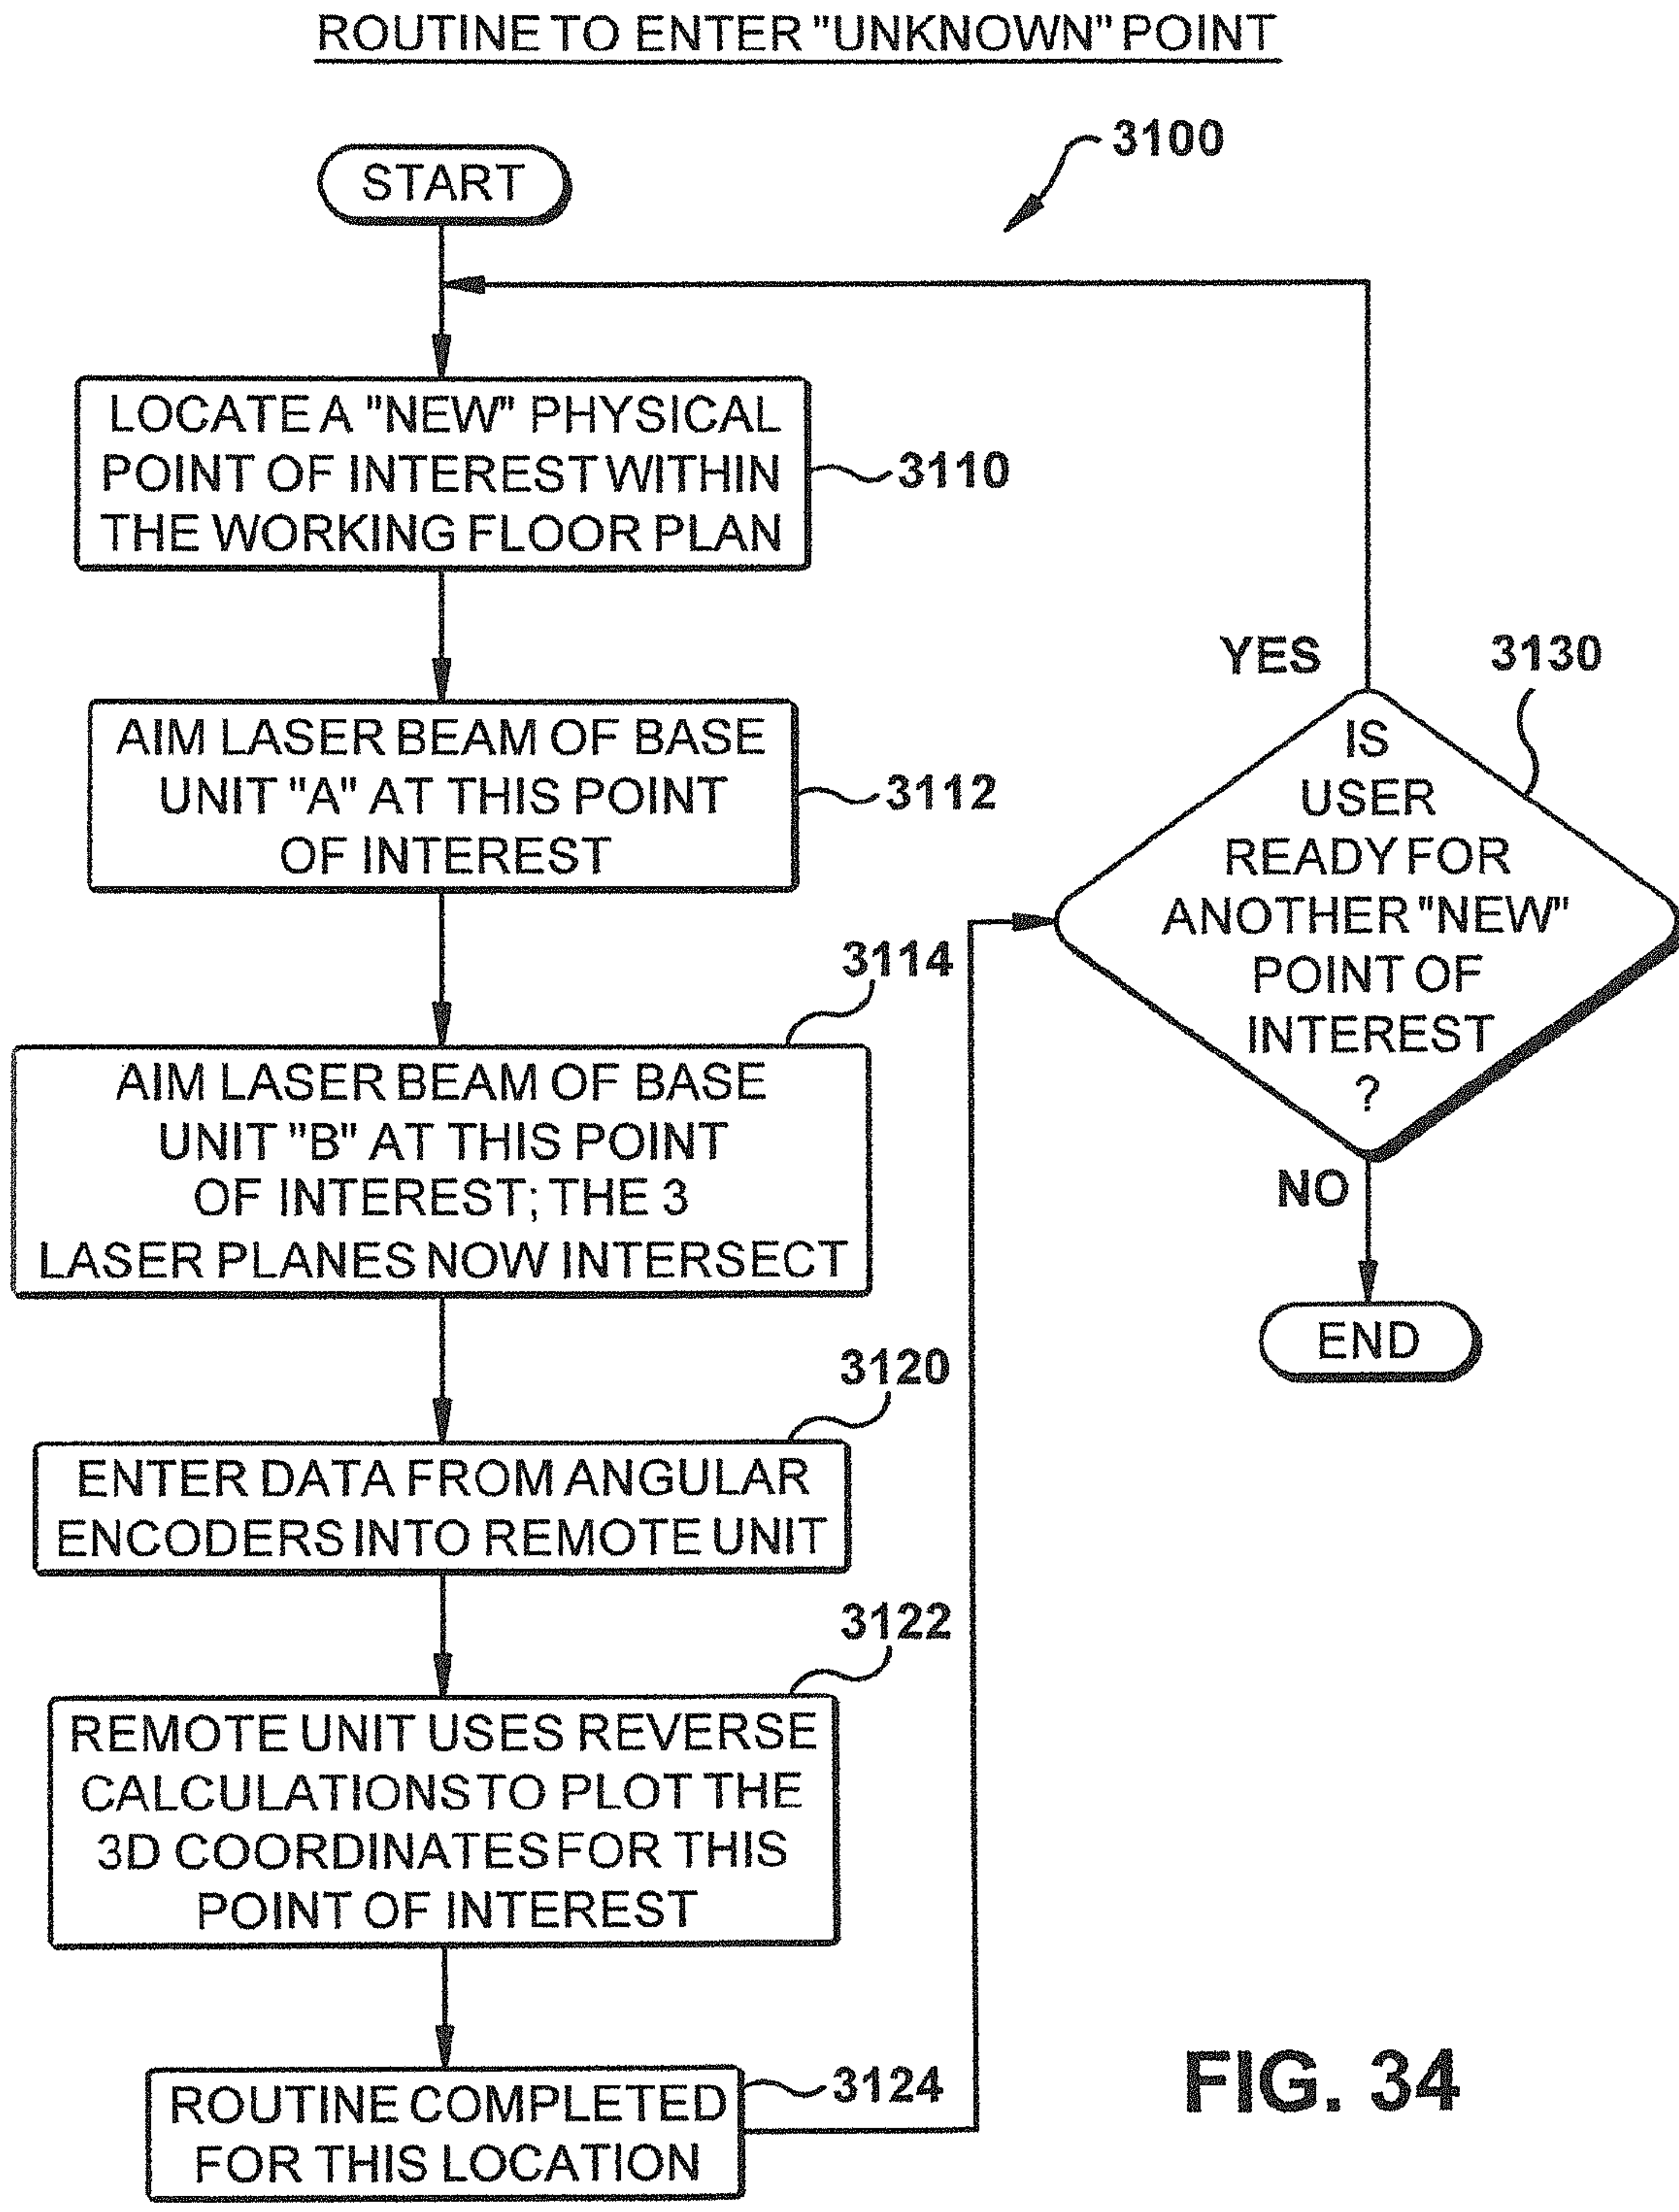 ROUTINE TO ENTER "UNKNOWN" POINT
3100
START
LOCATE A "NEW" PHYSICAL
POINT OF INTEREST WITHIN
THE WORKING FLOOR PLAN
3110
AIM LASER BEAM OF BASE
UNIT "A" AT THIS POINT
OF INTEREST
3112
3114
AIM LASER BEAM OF BASE
UNIT "B" AT THIS POINT
OF INTEREST; THE 3
LASER PLANES NOW INTERSECT
3120
ENTER DATA FROM ANGULAR
ENCODERS INTO REMOTE UNIT
3122
REMOTE UNIT USES REVERSE
CALCULATIONS TO PLOT THE
3D COORDINATES FOR THIS
POINT OF INTEREST
3124
ROUTINE COMPLETED
FOR THIS LOCATION
YES
3130
IS
USER
READY FOR
ANOTHER "NEW"
POINT OF
INTEREST
?
NO
END
FIG. 34